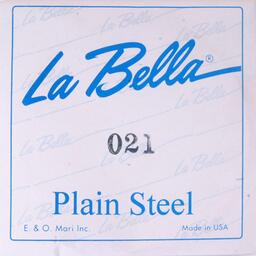 La Bella®
021
Plain Steel
E. & O. Mari Inc. Made in USA